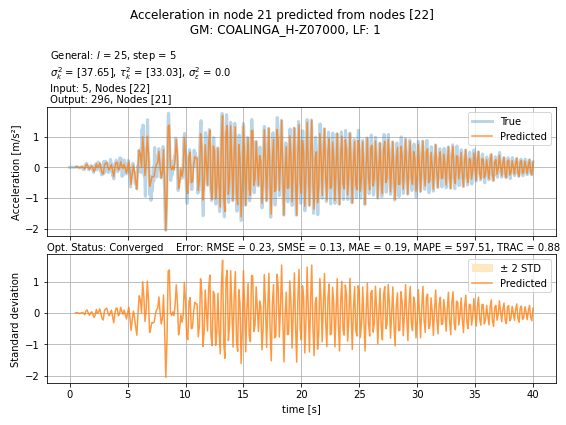 Acceleration in node 21 predicted from nodes [22]
GM: COALINGA_H-Z07000, LF: 1
General: l = 25, step = 5
σ²ₖ = [37.65], τ²ₖ = [33.03], σ²ε = 0.0
Input: 5, Nodes [22]
Output: 296, Nodes [21]
Acceleration [m/s²]
1
0
−1
−2
True
Predicted
Opt. Status: Converged    Error: RMSE = 0.23, SMSE = 0.13, MAE = 0.19, MAPE = 597.51, TRAC = 0.88
Standard deviation
1
0
−1
−2
± 2 STD
Predicted
0 5 10 15 20 25 30 35 40
time [s]